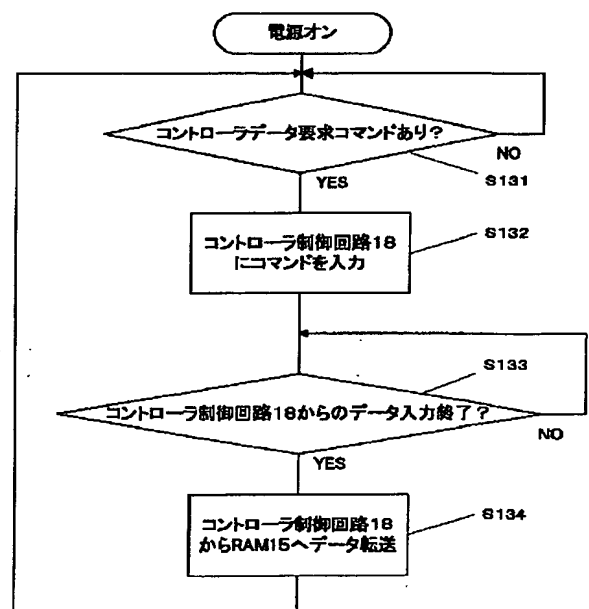 電源オン
コントローラデータ要求コマンドあり？
NO
S131
YES
コントローラ制御回路18
にコマンドを入力
S132
S133
コントローラ制御回路18からのデータ入力終了？
NO
YES
コントローラ制御回路18
からRAM15へデータ転送
S134